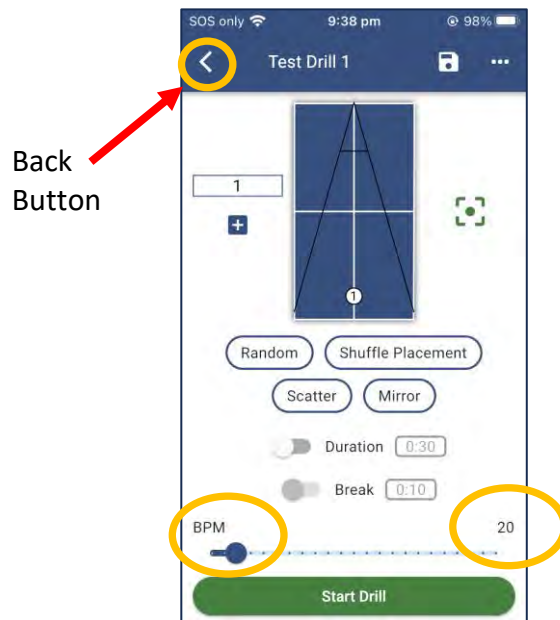 SOS only 9:38 pm 98%
Test Drill 1
Back
Button
1
1
Random Shuffle Placement
Scatter Mirror
Duration 0:30
Break 0:10
BPM 20
Start Drill